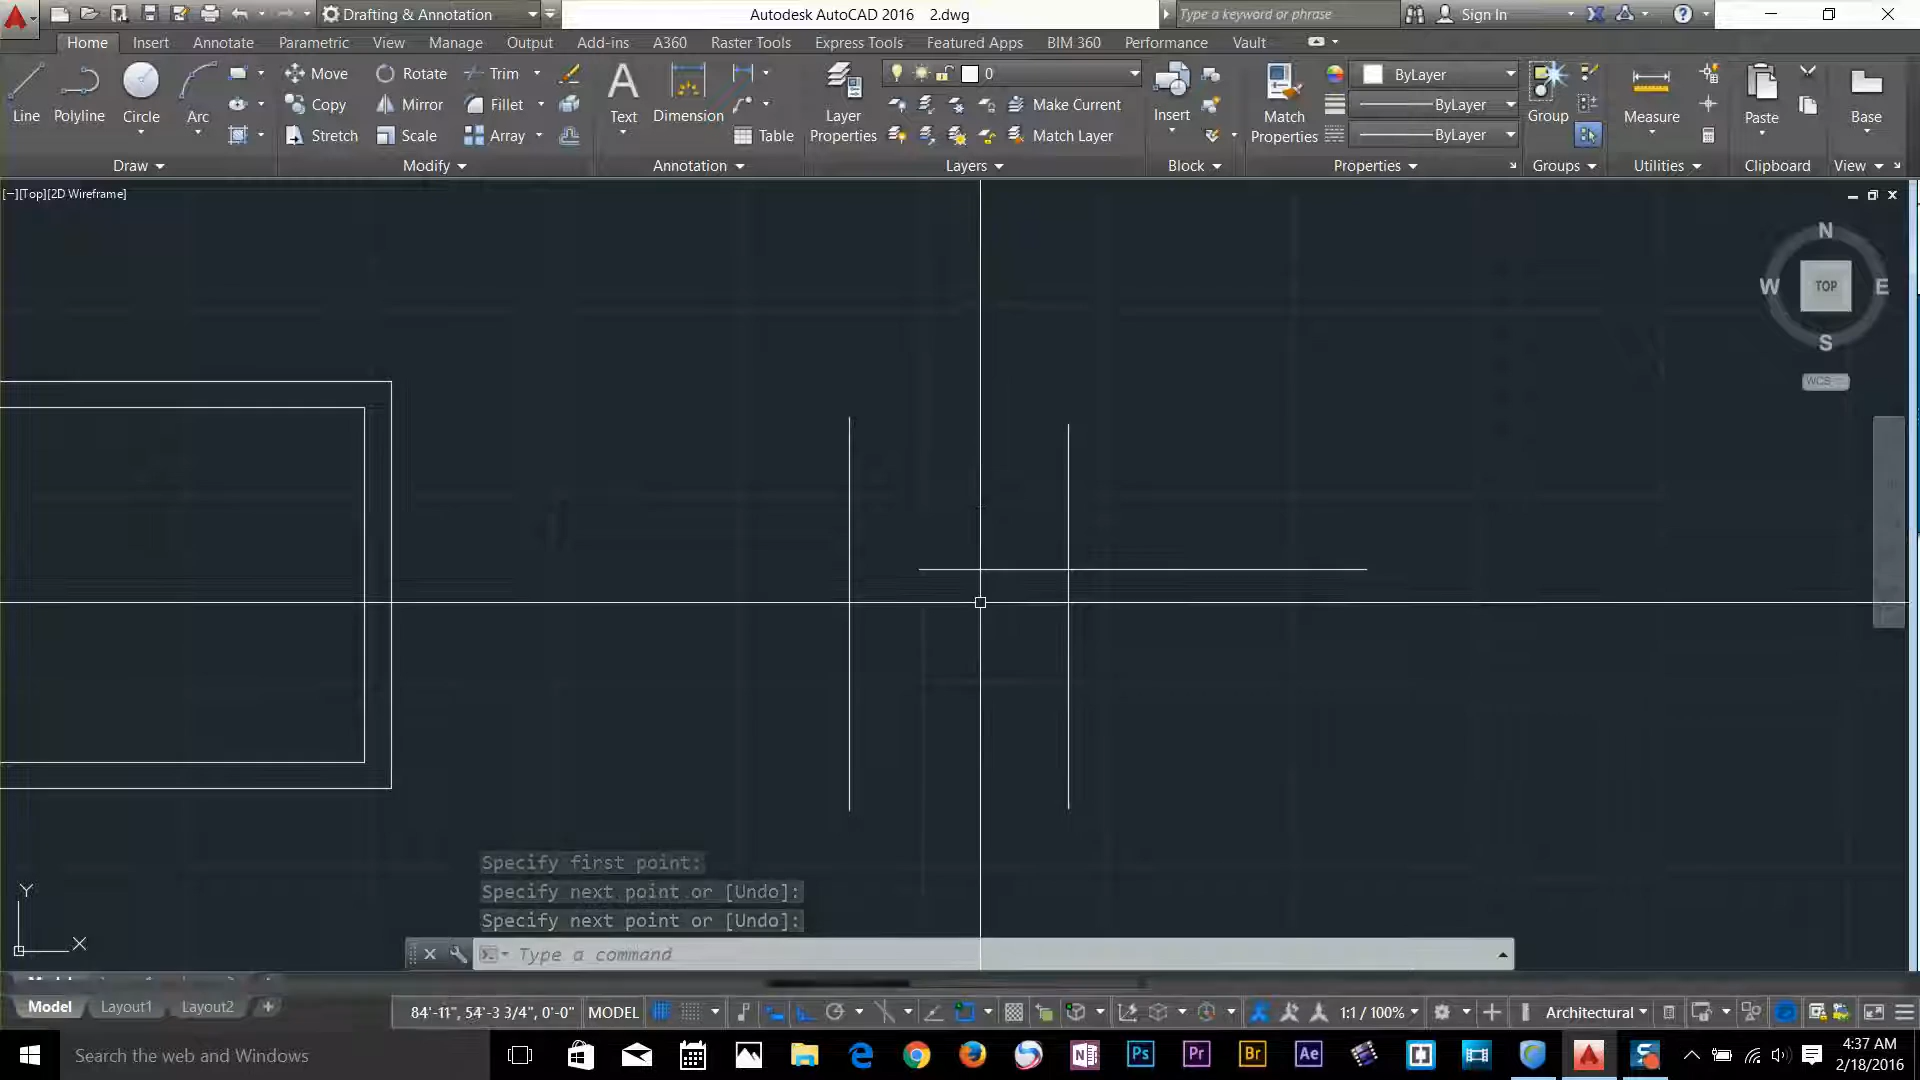 Drafting & Annotation
Autodesk AutoCAD 2016 2.dwg
Type a keyword or phrase
Sign In
Home Insert Annotate Parametric View Manage Output Add-ins A360 Raster Tools Express Tools Featured Apps BIM 360 Performance Vault
Line
Polyline
Circle
Arc
Draw
Move
Rotate
Trim
Copy
Mirror
Fillet
Stretch
Scale
Array
Modify
Text
Dimension
Table
Annotation
Layer
Properties
0
Make Current
Match Layer
Layers
Insert
Block
Match
Properties
ByLayer
ByLayer
ByLayer
Properties
Group
Groups
Measure
Utilities
Paste
Clipboard
Base
View
[−][Top][2D Wireframe]
N
W
TOP
E
S
WCS
Y
X
Specify first point:
Specify next point or [Undo]:
Specify next point or [Undo]:
Type a command
Model Layout1 Layout2 +
84'-11", 54'-3 3/4", 0'-0" MODEL
1:1 / 100%
Architectural
Search the web and Windows
4:37 AM
2/18/2016